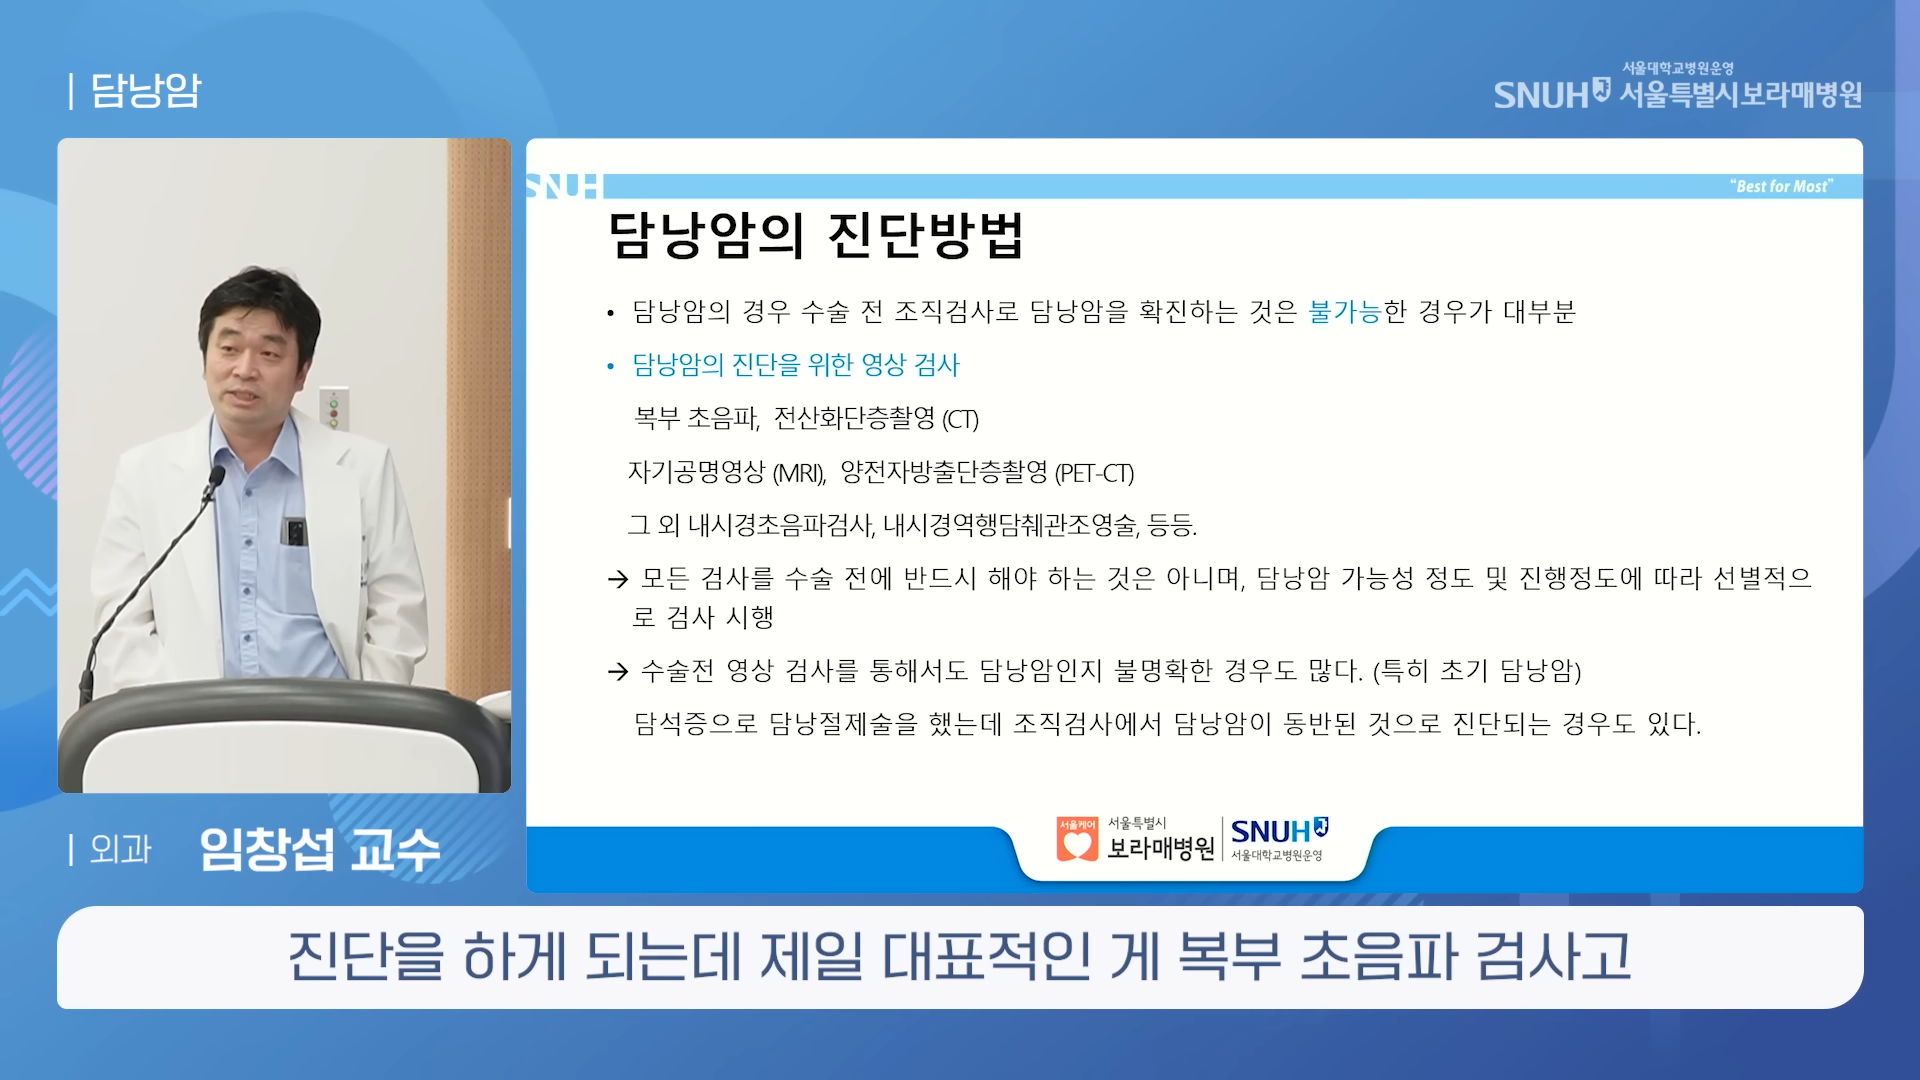 | 담낭암
서울대학교병원운영
SNUH 서울특별시보라매병원
SNUH
“Best for Most”
담낭암의 진단방법
• 담낭암의 경우 수술 전 조직검사로 담낭암을 확진하는 것은 불가능한 경우가 대부분
• 담낭암의 진단을 위한 영상 검사
복부 초음파, 전산화단층촬영 (CT)
자기공명영상 (MRI), 양전자방출단층촬영 (PET-CT)
그 외 내시경초음파검사, 내시경역행담췌관조영술, 등등.
→ 모든 검사를 수술 전에 반드시 해야 하는 것은 아니며, 담낭암 가능성 정도 및 진행정도에 따라 선별적으
로 검사 시행
→ 수술전 영상 검사를 통해서도 담낭암인지 불명확한 경우도 많다. (특히 초기 담낭암)
담석증으로 담낭절제술을 했는데 조직검사에서 담낭암이 동반된 것으로 진단되는 경우도 있다.
서울케어
서울특별시
보라매병원
SNUH
서울대학교병원운영
| 외과 임창섭 교수
진단을 하게 되는데 제일 대표적인 게 복부 초음파 검사고